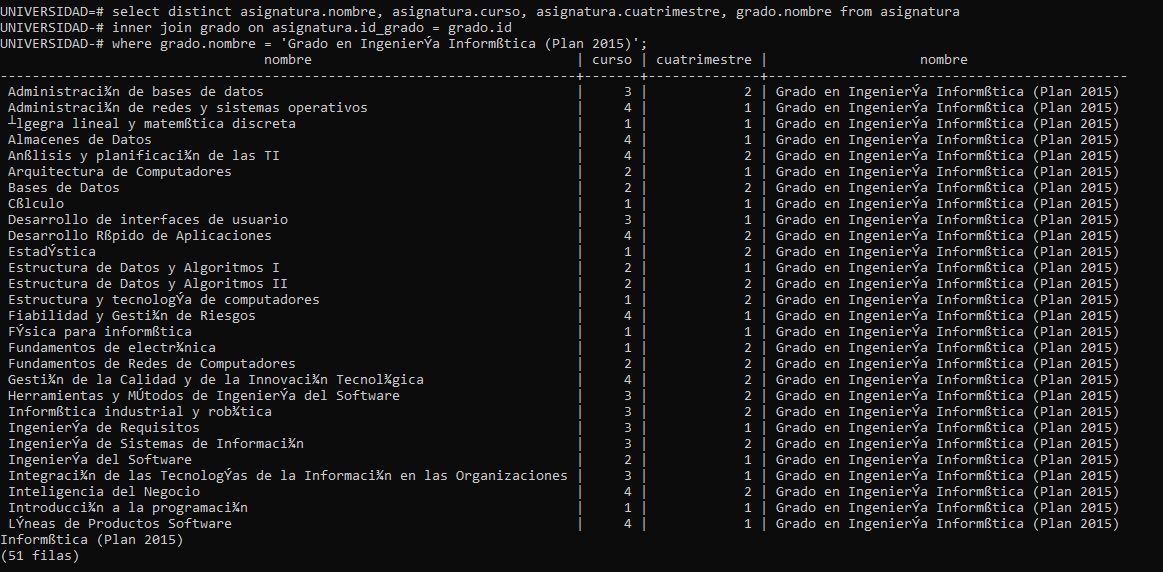 UNIVERSIDAD=# select distinct asignatura.nombre, asignatura.curso, asignatura.cuatrimestre, grado.nombre from asignatura
UNIVERSIDAD-# inner join grado on asignatura.id_grado = grado.id
UNIVERSIDAD-# where grado.nombre = 'Grado en IngenierÝa Informßtica (Plan 2015)';
nombre | curso | cuatrimestre | nombre
------------------------------------------------------------------------+-------+--------------+---------------------------------------------
Administraci¾n de bases de datos | 3 | 2 | Grado en IngenierÝa Informßtica (Plan 2015)
Administraci¾n de redes y sistemas operativos | 4 | 1 | Grado en IngenierÝa Informßtica (Plan 2015)
┴lgegra lineal y matemßtica discreta | 1 | 1 | Grado en IngenierÝa Informßtica (Plan 2015)
Almacenes de Datos | 4 | 1 | Grado en IngenierÝa Informßtica (Plan 2015)
Anßlisis y planificaci¾n de las TI | 4 | 2 | Grado en IngenierÝa Informßtica (Plan 2015)
Arquitectura de Computadores | 2 | 1 | Grado en IngenierÝa Informßtica (Plan 2015)
Bases de Datos | 2 | 2 | Grado en IngenierÝa Informßtica (Plan 2015)
Cßlculo | 1 | 1 | Grado en IngenierÝa Informßtica (Plan 2015)
Desarrollo de interfaces de usuario | 3 | 1 | Grado en IngenierÝa Informßtica (Plan 2015)
Desarrollo Rßpido de Aplicaciones | 4 | 2 | Grado en IngenierÝa Informßtica (Plan 2015)
EstadÝstica | 1 | 2 | Grado en IngenierÝa Informßtica (Plan 2015)
Estructura de Datos y Algoritmos I | 2 | 1 | Grado en IngenierÝa Informßtica (Plan 2015)
Estructura de Datos y Algoritmos II | 2 | 2 | Grado en IngenierÝa Informßtica (Plan 2015)
Estructura y tecnologÝa de computadores | 1 | 2 | Grado en IngenierÝa Informßtica (Plan 2015)
Fiabilidad y Gesti¾n de Riesgos | 4 | 1 | Grado en IngenierÝa Informßtica (Plan 2015)
FÝsica para informßtica | 1 | 1 | Grado en IngenierÝa Informßtica (Plan 2015)
Fundamentos de electr¾nica | 1 | 2 | Grado en IngenierÝa Informßtica (Plan 2015)
Fundamentos de Redes de Computadores | 2 | 2 | Grado en IngenierÝa Informßtica (Plan 2015)
Gesti¾n de la Calidad y de la Innovaci¾n Tecnol¾gica | 4 | 2 | Grado en IngenierÝa Informßtica (Plan 2015)
Herramientas y MÚtodos de IngenierÝa del Software | 3 | 2 | Grado en IngenierÝa Informßtica (Plan 2015)
Informßtica industrial y rob¾tica | 3 | 2 | Grado en IngenierÝa Informßtica (Plan 2015)
IngenierÝa de Requisitos | 3 | 1 | Grado en IngenierÝa Informßtica (Plan 2015)
IngenierÝa de Sistemas de Informaci¾n | 3 | 2 | Grado en IngenierÝa Informßtica (Plan 2015)
IngenierÝa del Software | 2 | 1 | Grado en IngenierÝa Informßtica (Plan 2015)
Integraci¾n de las TecnologÝas de la Informaci¾n en las Organizaciones | 3 | 1 | Grado en IngenierÝa Informßtica (Plan 2015)
Inteligencia del Negocio | 4 | 2 | Grado en IngenierÝa Informßtica (Plan 2015)
Introducci¾n a la programaci¾n | 1 | 1 | Grado en IngenierÝa Informßtica (Plan 2015)
LÝneas de Productos Software | 4 | 1 | Grado en IngenierÝa Informßtica (Plan 2015)
Informßtica (Plan 2015)
(51 filas)